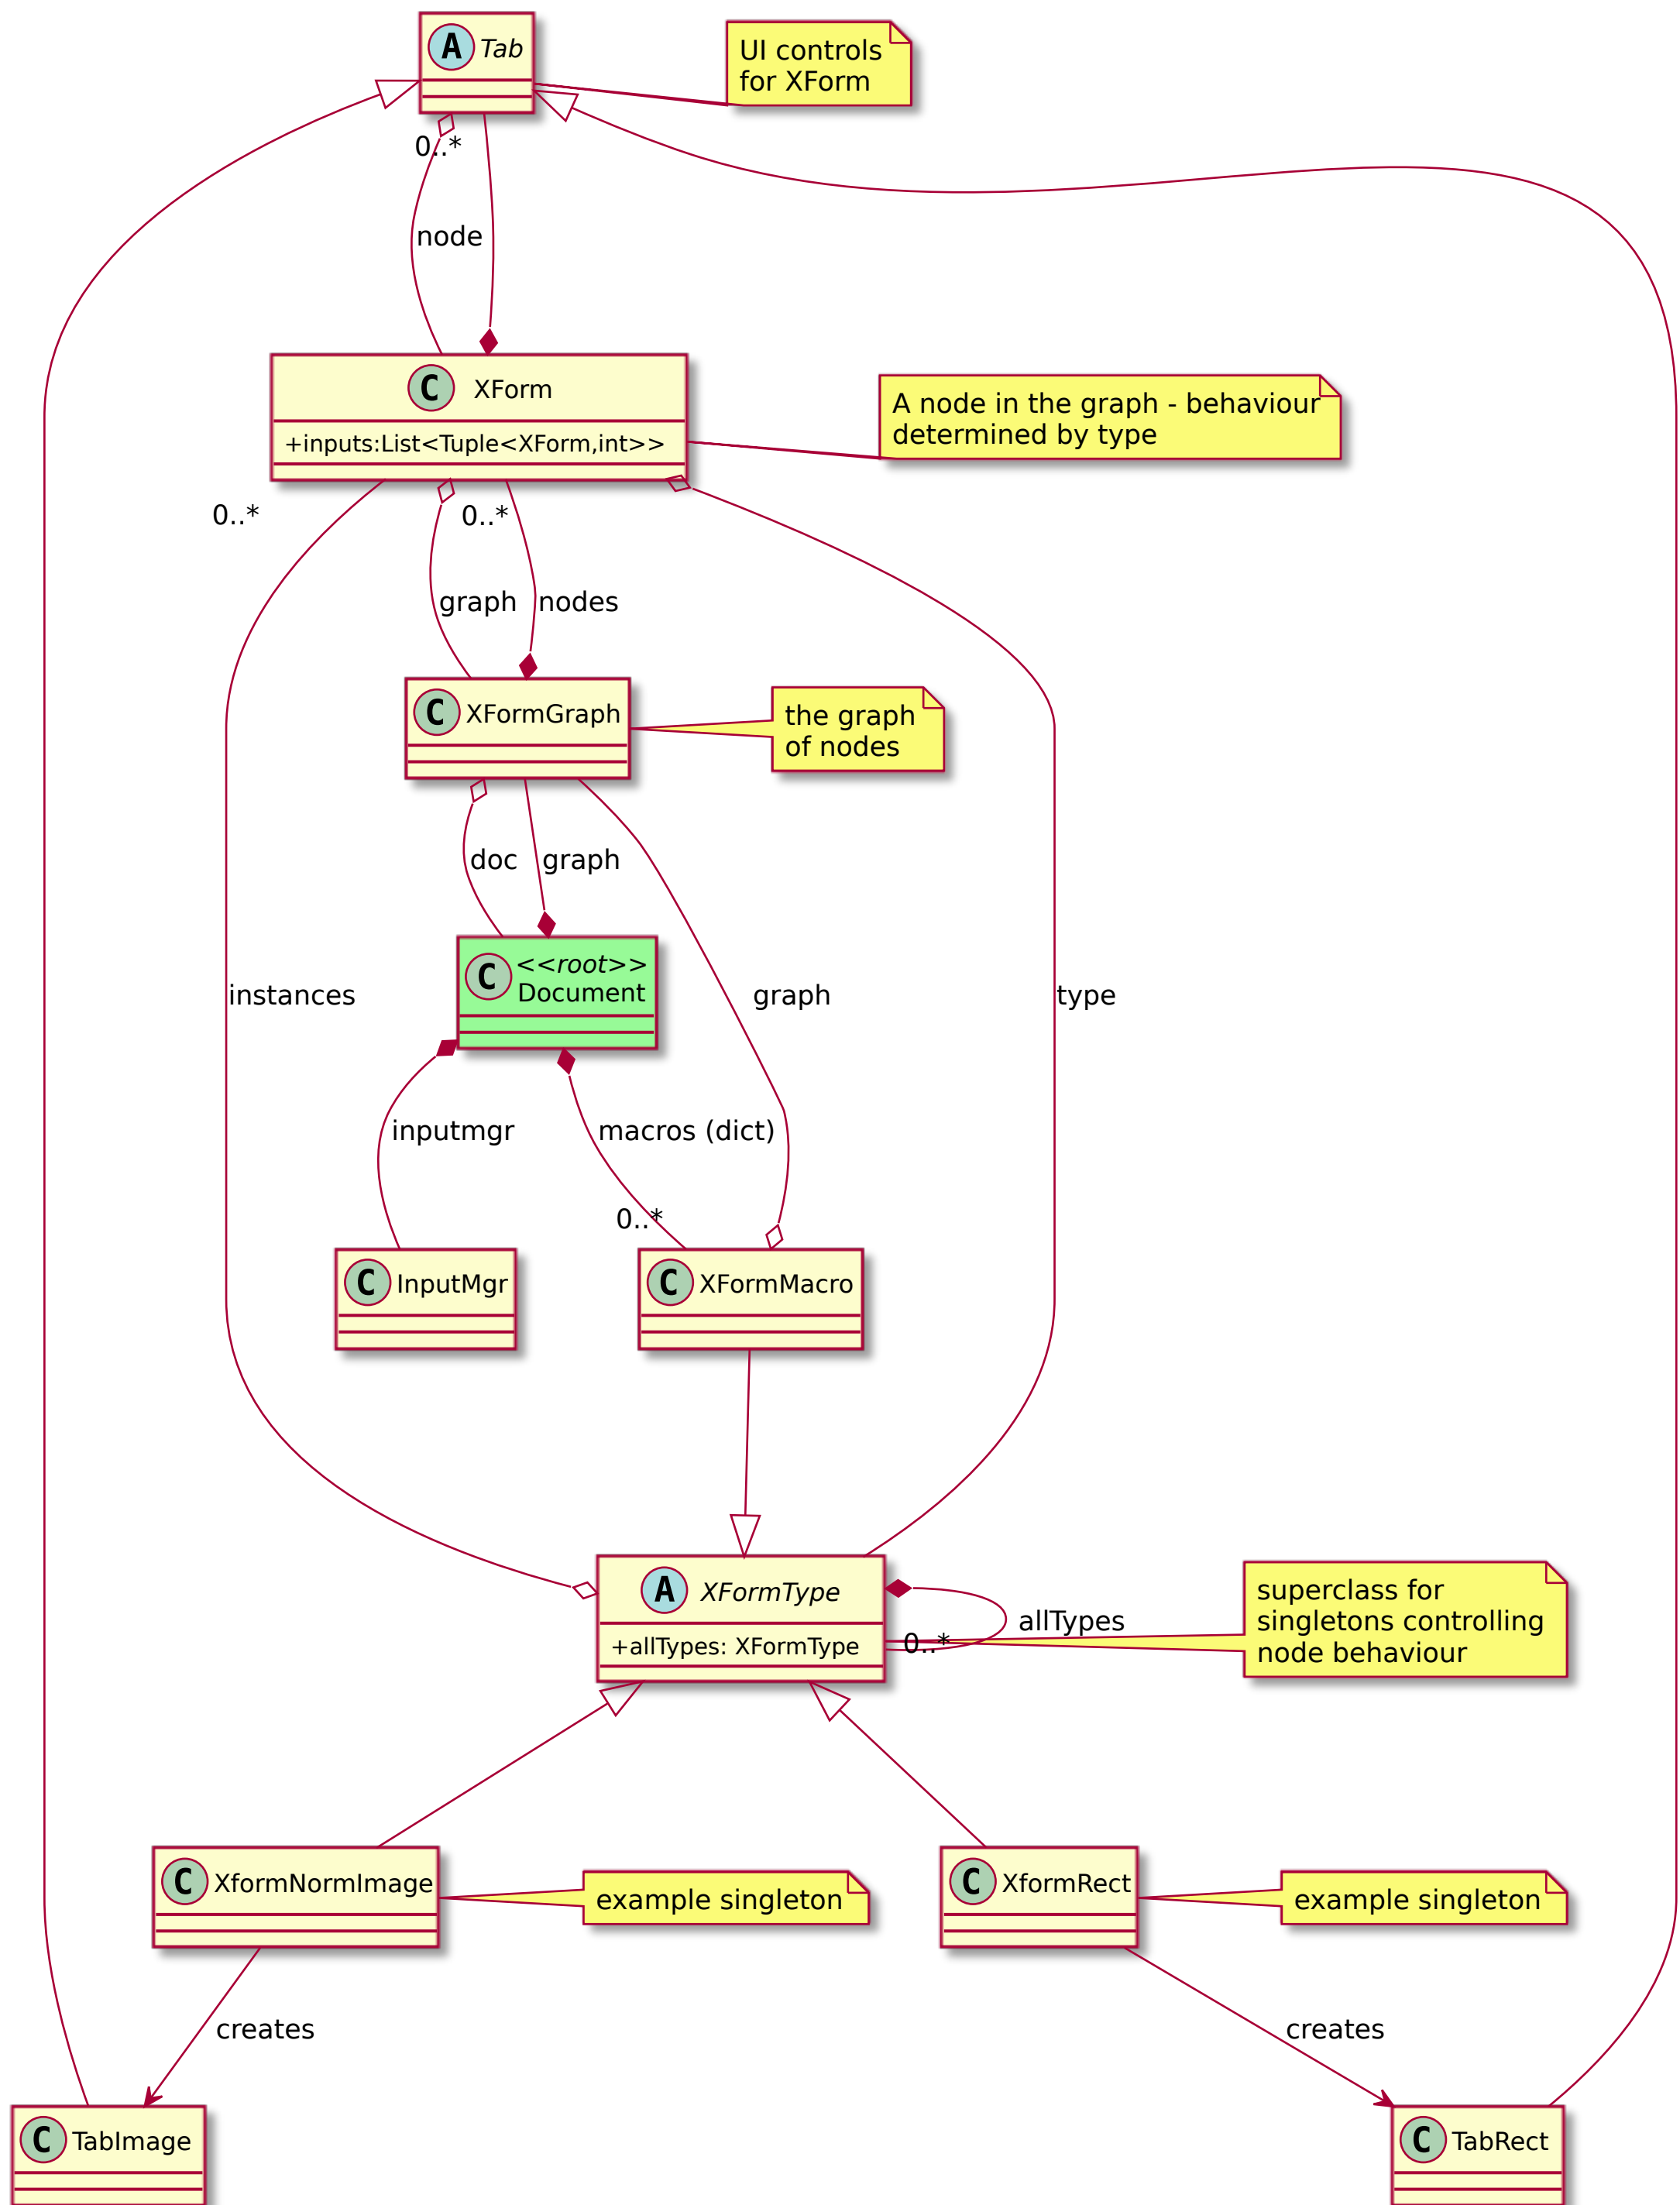 A Tab
UI controls
for XForm
0..*
node
C XForm
+inputs:List<Tuple<XForm,int>>
A node in the graph - behaviour
determined by type
0..*
0..*
graph
nodes
C XFormGraph
the graph
of nodes
doc
graph
C <<root>>
Document
instances
graph
type
inputmgr
macros (dict)
0..*
C InputMgr
C XFormMacro
A XFormType
+allTypes: XFormType
allTypes
0..*
superclass for
singletons controlling
node behaviour
C XformNormImage
example singleton
C XformRect
example singleton
creates
creates
C TabImage
C TabRect